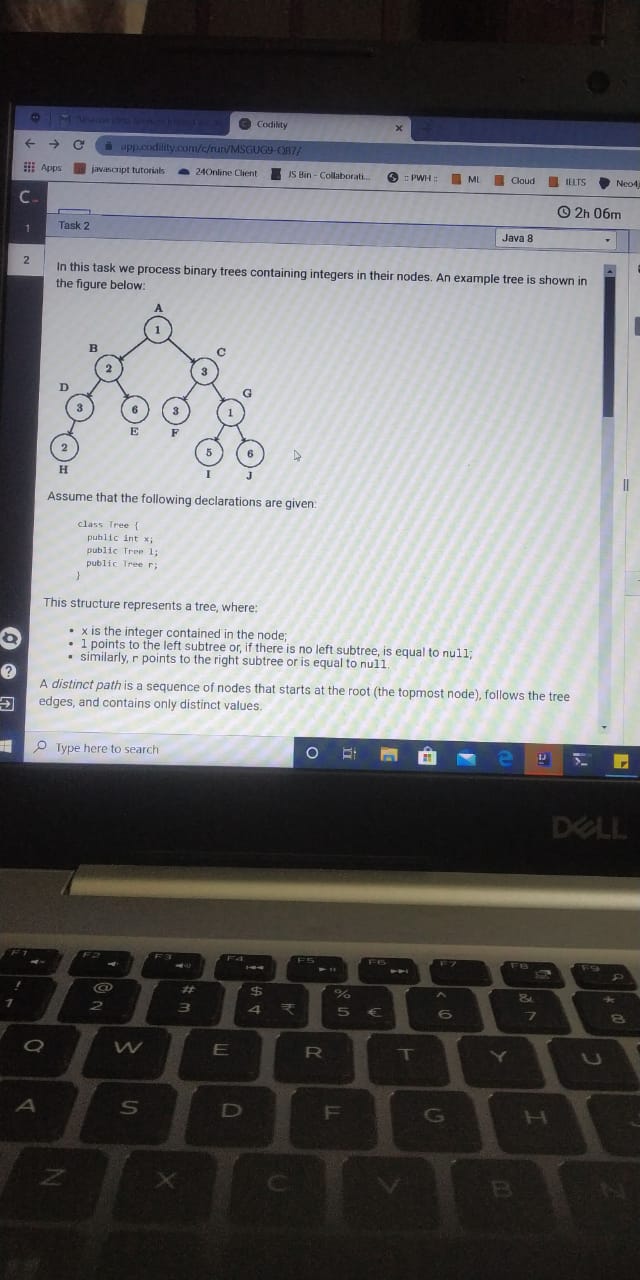 Codility
×
app.codility.com/c/run/MSGUG9-QB7/
Apps javascript tutorials 24Online Client JS Bin - Collaborati... :: PWH :: ML Cloud IELTS Neo4j
C
2h 06m
1
Task 2
Java 8
2
In this task we process binary trees containing integers in their nodes. An example tree is shown in
the figure below:
A
1
B
C
2
3
D
G
3
6
3
1
E
F
2
5
6
H
I
J
Assume that the following declarations are given:
class Tree {
public int x;
public Tree l;
public Tree r;
}
This structure represents a tree, where:
• x is the integer contained in the node;
• l points to the left subtree or, if there is no left subtree, is equal to null;
• similarly, r points to the right subtree or is equal to null.
A distinct path is a sequence of nodes that starts at the root (the topmost node), follows the tree
edges, and contains only distinct values.
?
Type here to search
DELL
F1 F2 F3 F4 F5 F6 F7 F8 F9
! @ # $ % ^ & *
1 2 3 4 ₹ 5 € 6 7 8
Q W E R T Y U
A S D F G H
Z X C V B N